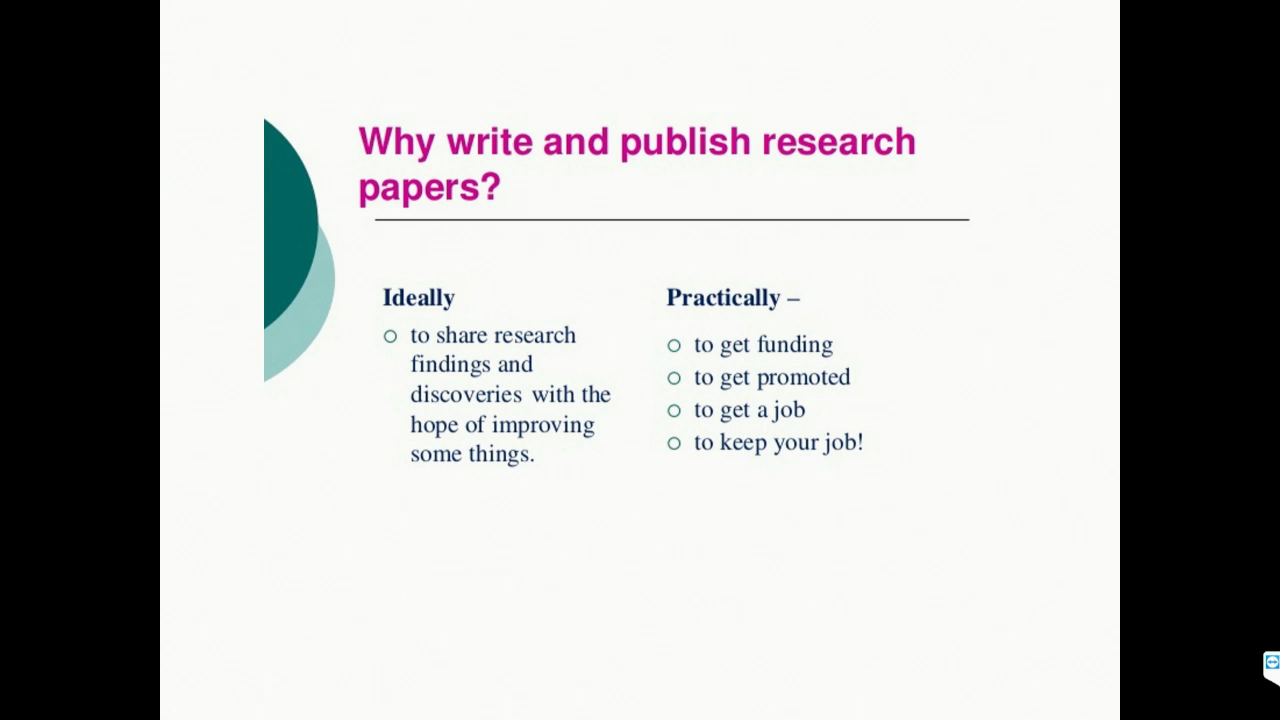 Why write and publish research
papers?
Ideally
to share research
findings and
discoveries with the
hope of improving
some things.
Practically –
to get funding
to get promoted
to get a job
to keep your job!